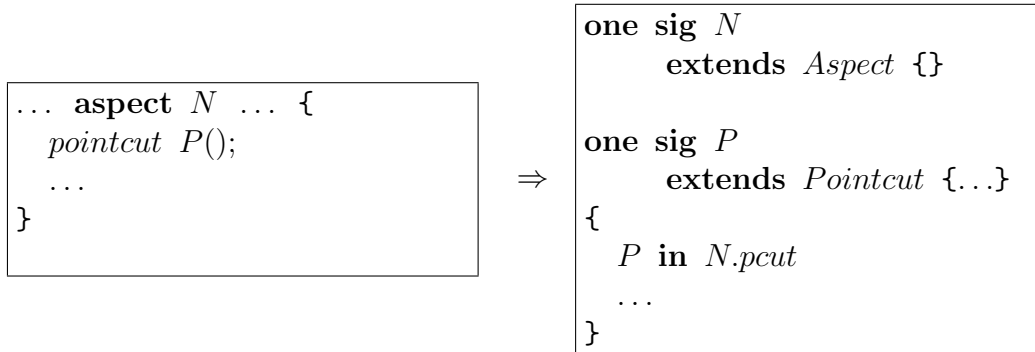 ... aspect N ... {
pointcut P();
...
}
⇒
one sig N
extends Aspect {}
one sig P
extends Pointcut {...}
{
P in N.pcut
...
}